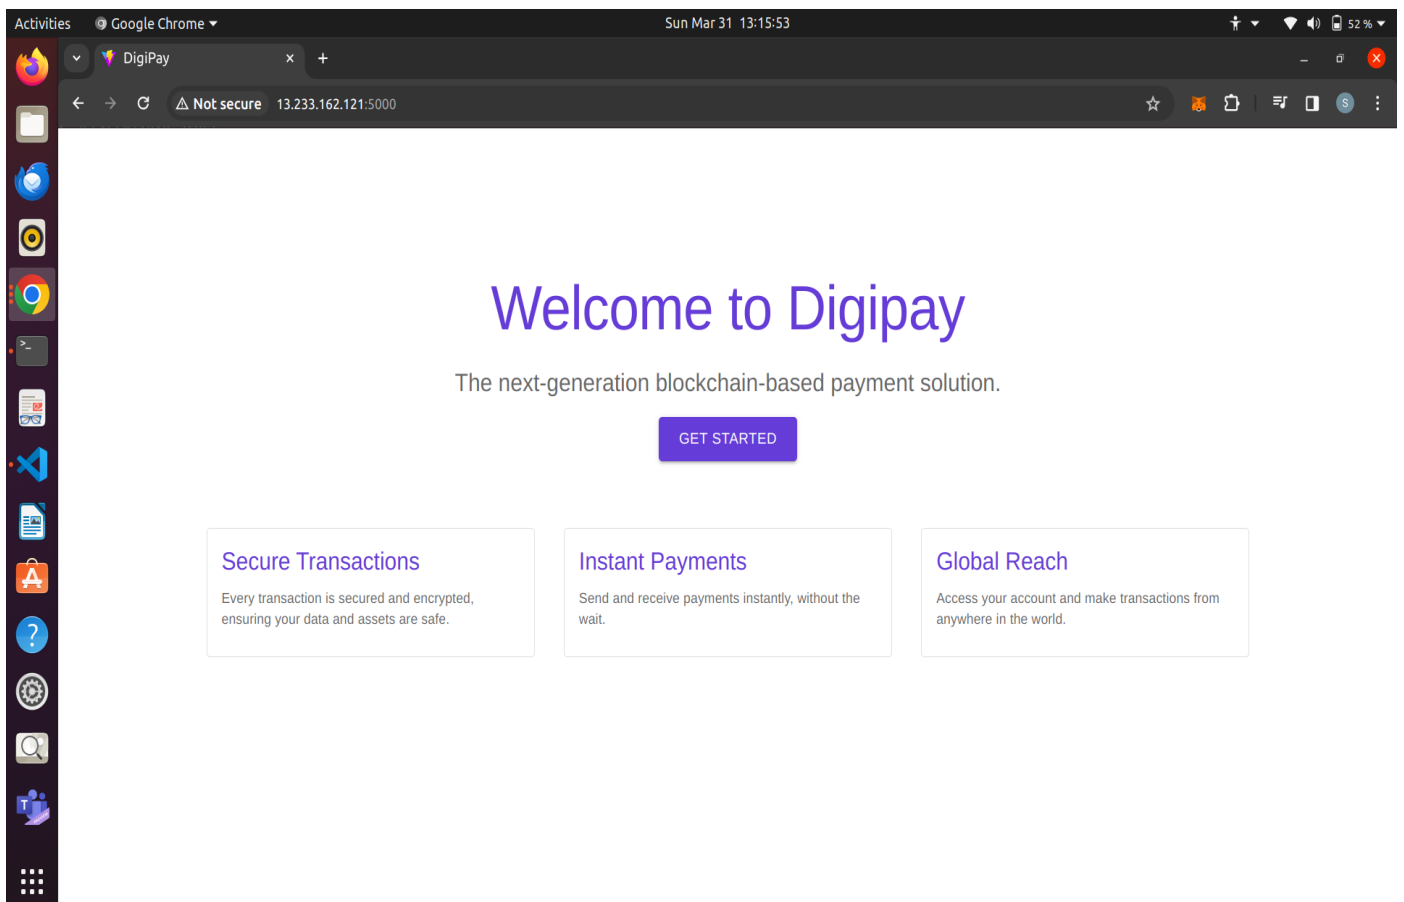 Activities Google Chrome Sun Mar 31 13:15:53 52 %
DigiPay
Not secure 13.233.162.121:5000 S
Welcome to Digipay
The next-generation blockchain-based payment solution.
GET STARTED
Secure Transactions
Every transaction is secured and encrypted,
ensuring your data and assets are safe.
Instant Payments
Send and receive payments instantly, without the
wait.
Global Reach
Access your account and make transactions from
anywhere in the world.